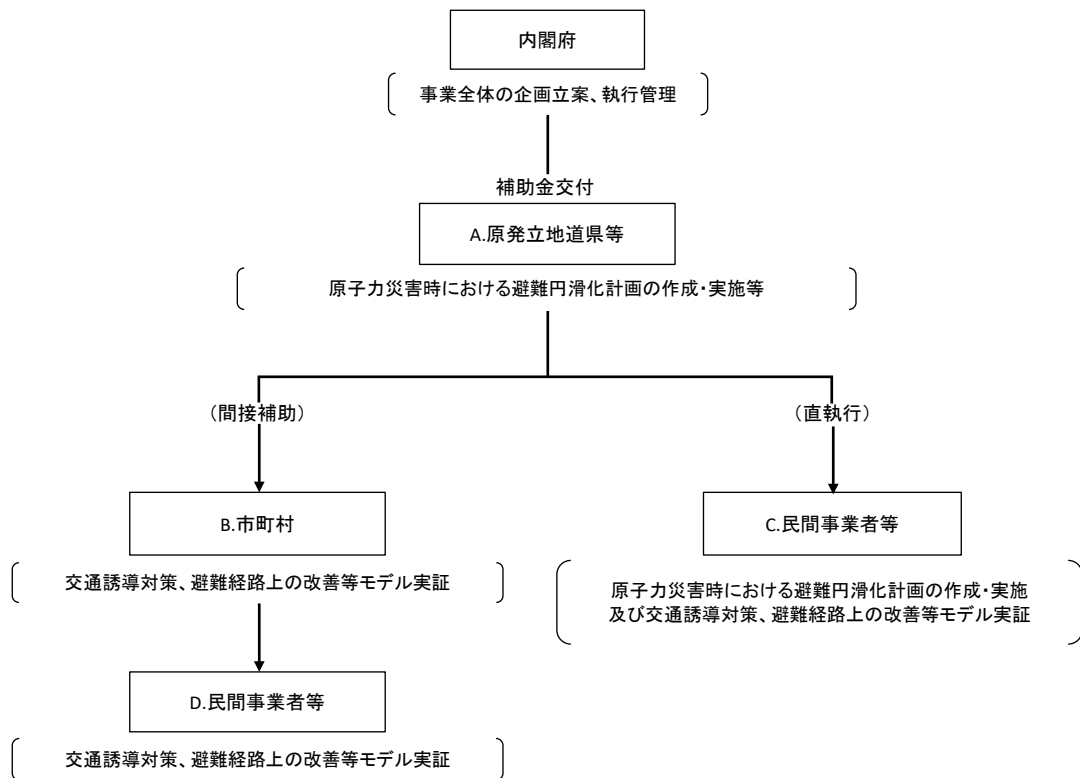 内閣府
事業全体の企画立案、執行管理
補助金交付
A.原発立地道県等
原子力災害時における避難円滑化計画の作成・実施等
（間接補助）
（直執行）
B.市町村
C.民間事業者等
交通誘導対策、避難経路上の改善等モデル実証
原子力災害時における避難円滑化計画の作成・実施
及び交通誘導対策、避難経路上の改善等モデル実証
D.民間事業者等
交通誘導対策、避難経路上の改善等モデル実証